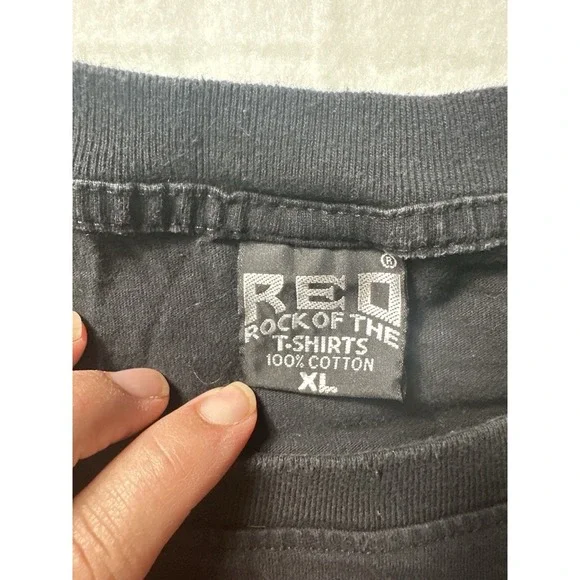 ®
REO
ROCK OF THE
T-SHIRTS
100% COTTON
XL